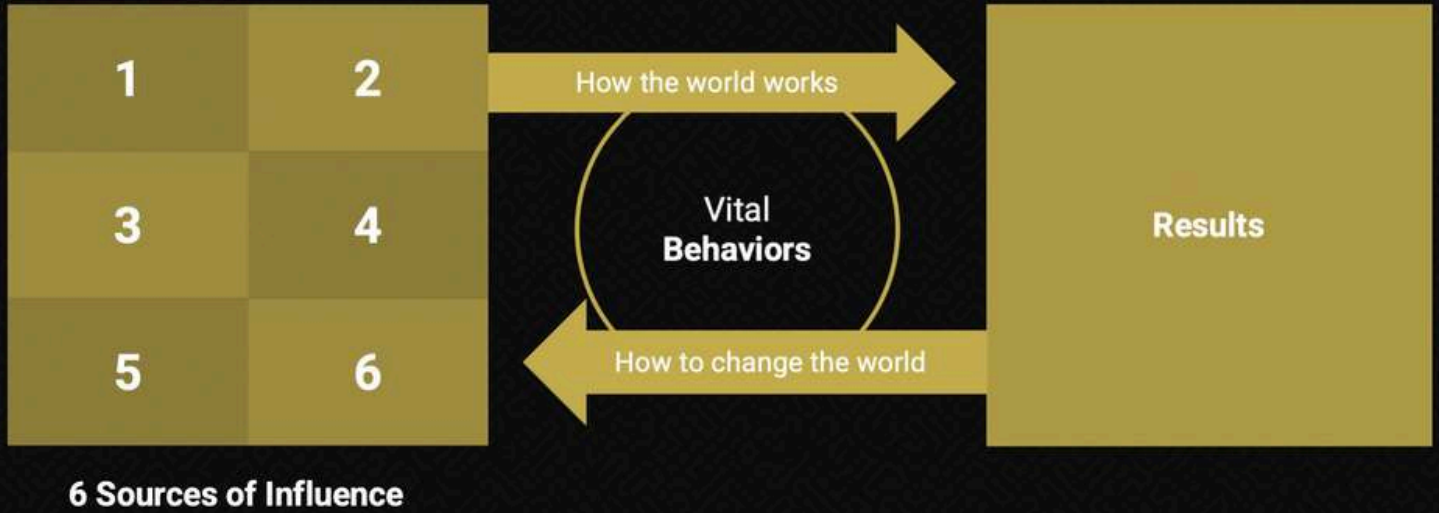 1
2
How the world works
3
4
Vital
Behaviors
Results
5
6
How to change the world
6 Sources of Influence